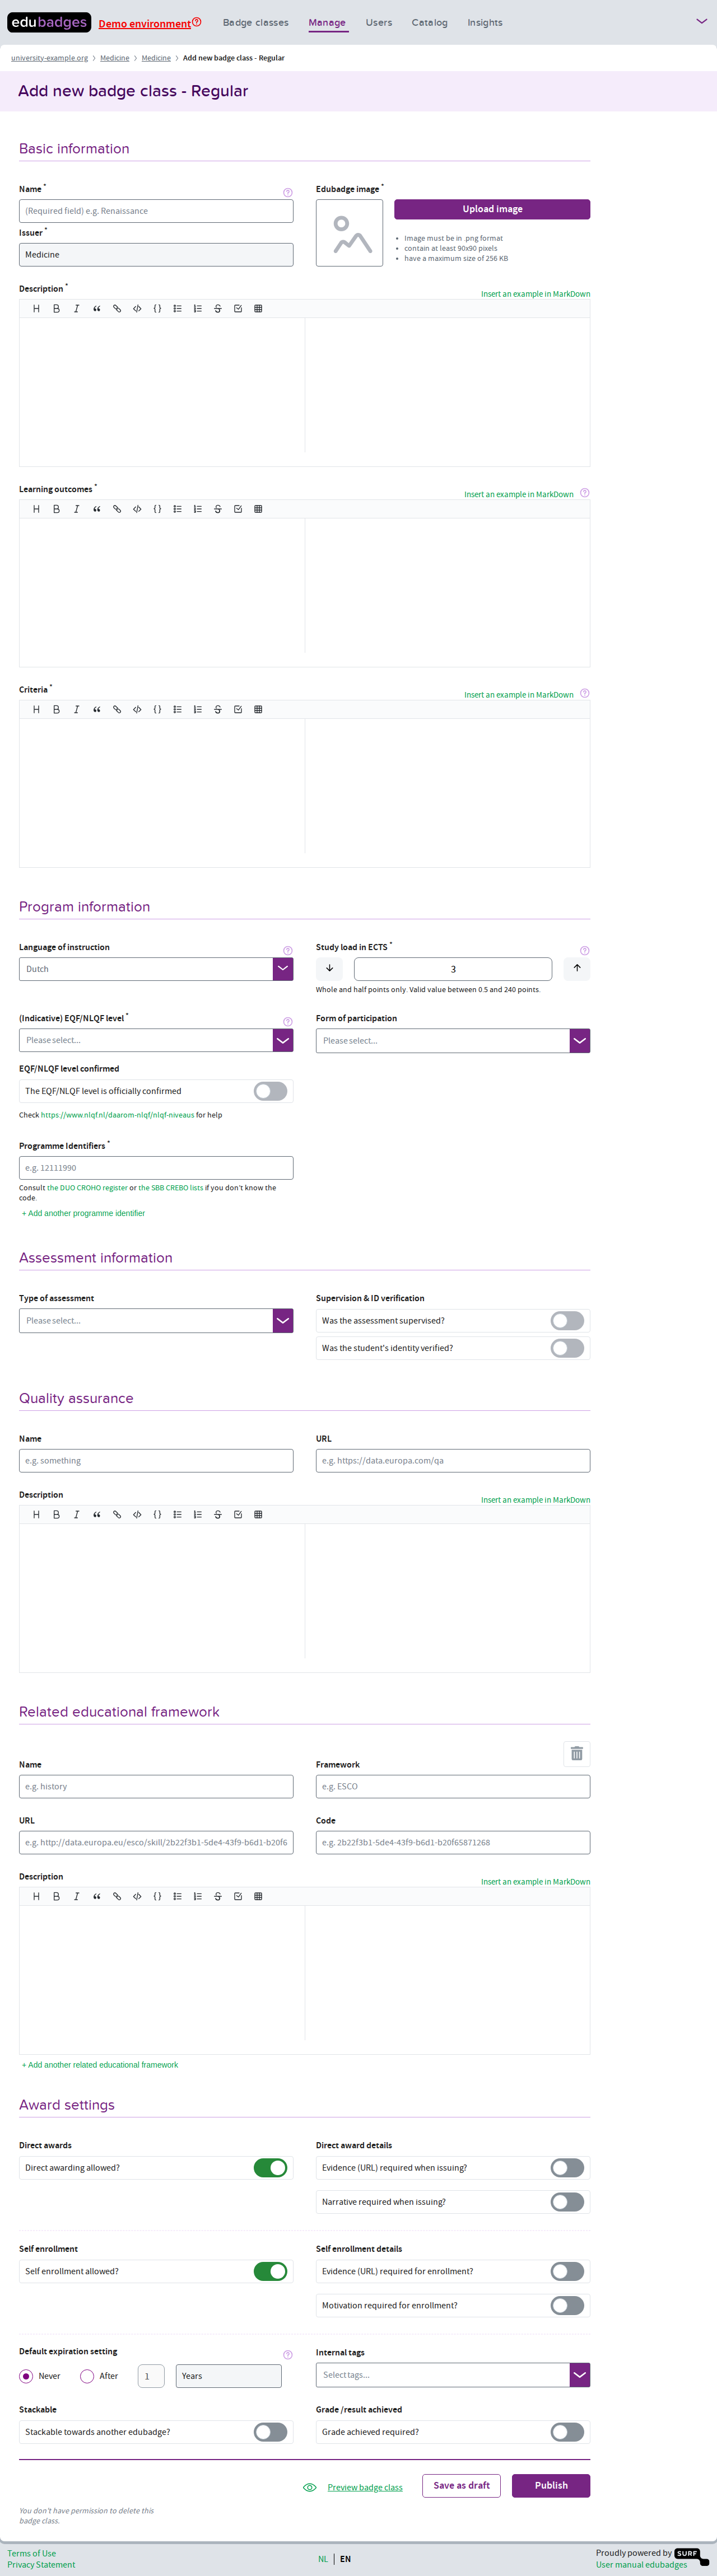 edubadges Demo environment Badge classes Manage Users Catalog Insights
university-example.org Medicine Medicine Add new badge class - Regular
Add new badge class - Regular
Basic information
Name *
(Required field) e.g. Renaissance
Issuer *
Medicine
Edubadge image *
Upload image
• Image must be in .png format
• contain at least 90x90 pixels
• have a maximum size of 256 KB
Description *
Insert an example in MarkDown
Learning outcomes *
Insert an example in MarkDown
Criteria *
Insert an example in MarkDown
Program information
Language of instruction
Dutch
Study load in ECTS *
3
Whole and half points only. Valid value between 0.5 and 240 points.
(Indicative) EQF/NLQF level *
Please select...
Form of participation
Please select...
EQF/NLQF level confirmed
The EQF/NLQF level is officially confirmed
Check https://www.nlqf.nl/daarom-nlqf/nlqf-niveaus for help
Programme Identifiers *
e.g. 12111990
Consult the DUO CROHO register or the SBB CREBO lists if you don't know the
code.
+ Add another programme identifier
Assessment information
Type of assessment
Please select...
Supervision & ID verification
Was the assessment supervised?
Was the student's identity verified?
Quality assurance
Name
e.g. something
URL
e.g. https://data.europa.com/qa
Description
Insert an example in MarkDown
Related educational framework
Name
e.g. history
Framework
e.g. ESCO
URL
e.g. http://data.europa.eu/esco/skill/2b22f3b1-5de4-43f9-b6d1-b20f6
Code
e.g. 2b22f3b1-5de4-43f9-b6d1-b20f65871268
Description
Insert an example in MarkDown
+ Add another related educational framework
Award settings
Direct awards
Direct awarding allowed?
Direct award details
Evidence (URL) required when issuing?
Narrative required when issuing?
Self enrollment
Self enrollment allowed?
Self enrollment details
Evidence (URL) required for enrollment?
Motivation required for enrollment?
Default expiration setting
Never After 1 Years
Internal tags
Select tags...
Stackable
Stackable towards another edubadge?
Grade /result achieved
Grade achieved required?
Preview badge class Save as draft Publish
You don't have permission to delete this
badge class.
Terms of Use
Privacy Statement
NL EN
Proudly powered by SURF
User manual edubadges